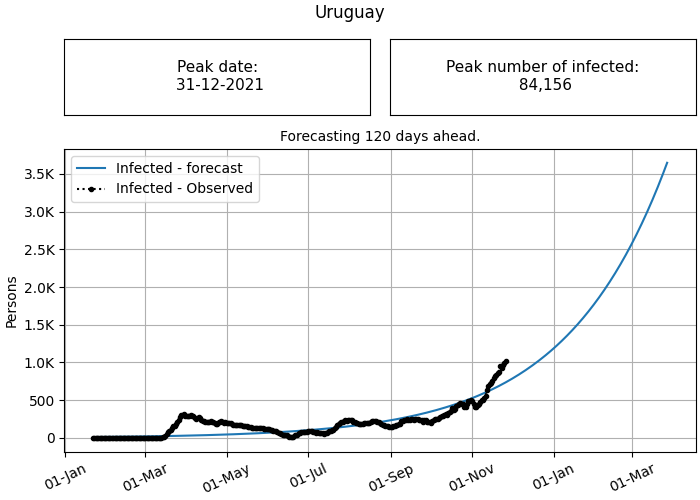 Uruguay
Peak date:
31-12-2021
Peak number of infected:
84,156
Forecasting 120 days ahead.
Infected - forecast
Infected - Observed
3.5K
3.0K
2.5K
2.0K
1.5K
1.0K
500
0
Persons
01-Jan
01-Mar
01-May
01-Jul
01-Sep
01-Nov
01-Jan
01-Mar